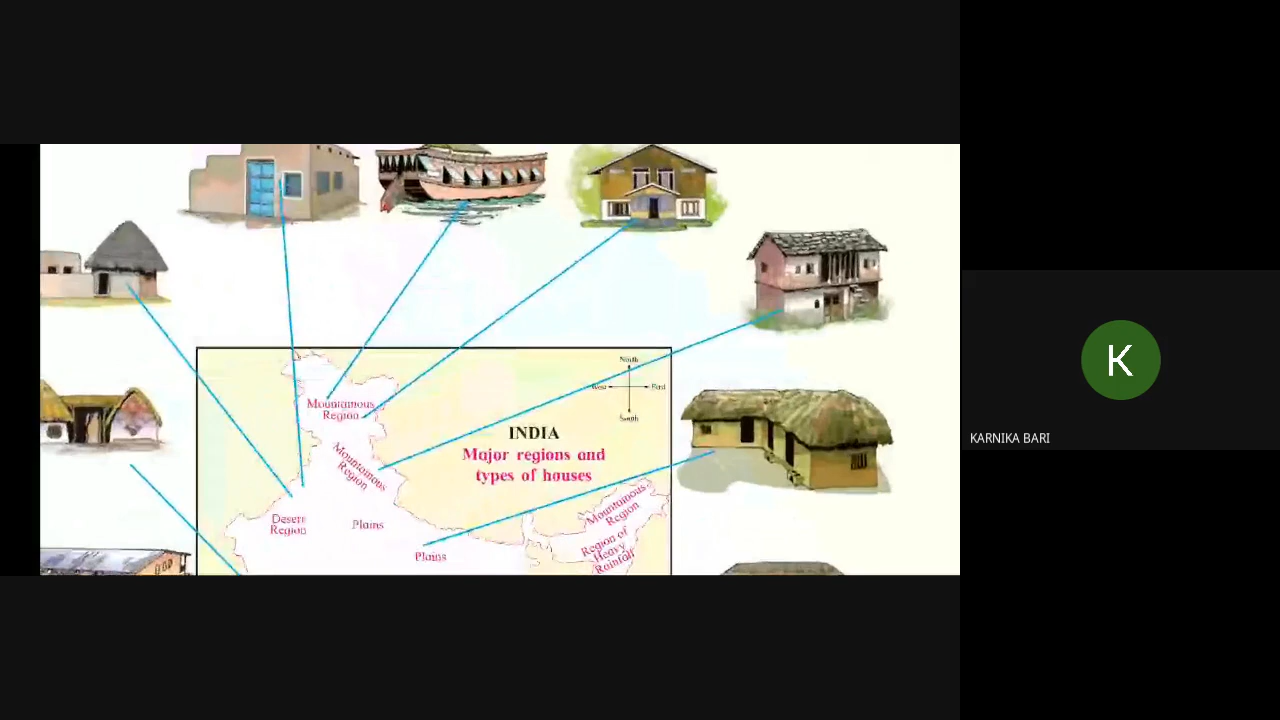 North
West East
South
INDIA
Major regions and
types of houses
Mountainous
Region
Mountainous
Region
Desert
Region
Plains
Plains
Mountainous
Region
Region of
Heavy
Rainfall
K
KARNIKA BARI